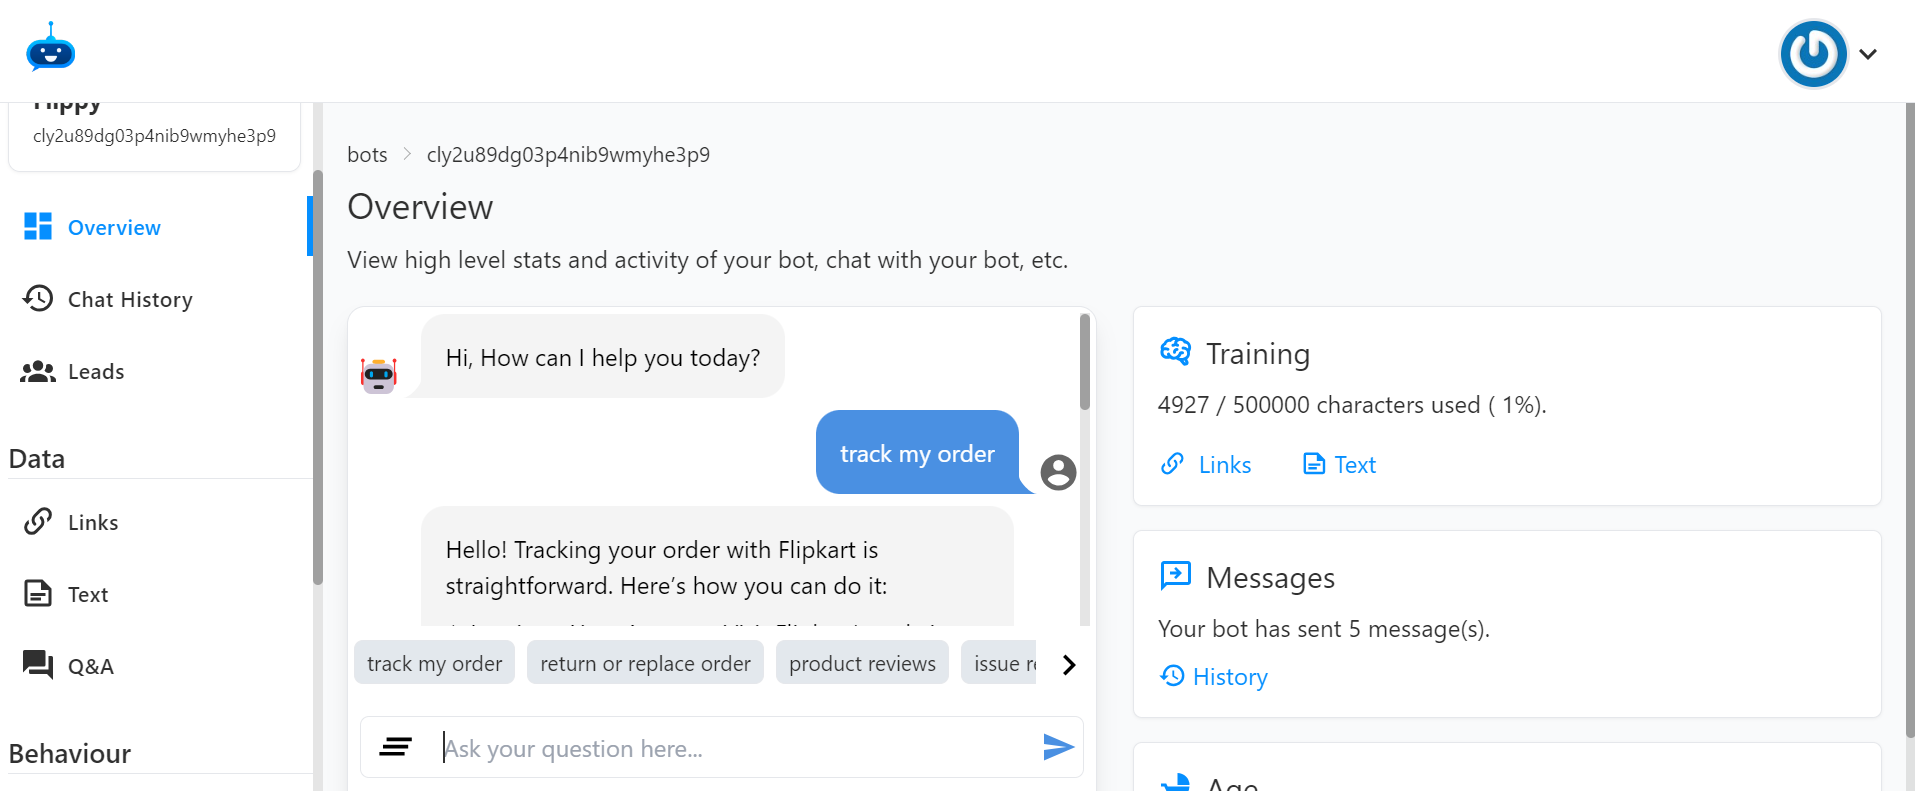 Flippy
cly2u89dg03p4nib9wmyhe3p9
Overview
Chat History
Leads
Data
Links
Text
Q&A
Behaviour
bots
cly2u89dg03p4nib9wmyhe3p9
Overview
View high level stats and activity of your bot, chat with your bot, etc.
Hi, How can I help you today?
track my order
Hello! Tracking your order with Flipkart is
straightforward. Here’s how you can do it:
track my order
return or replace order
product reviews
issue
Ask your question here...
Training
4927 / 500000 characters used ( 1%).
Links
Text
Messages
Your bot has sent 5 message(s).
History
Age